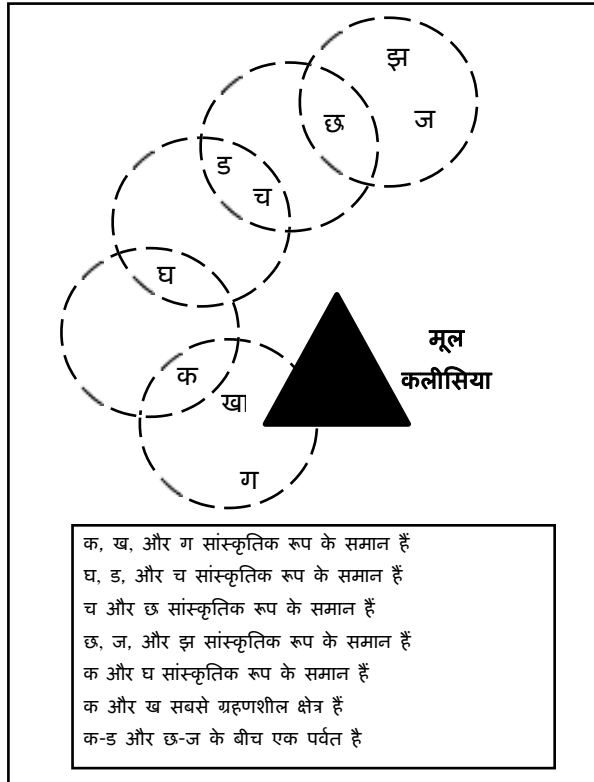 झ
छ
ज
ड
च
घ
मूल
कलीसिया
क
खा
ग
क, ख, और ग सांस्कृतिक रूप के समान हैं
घ, ड, और च सांस्कृतिक रूप के समान हैं
च और छ सांस्कृतिक रूप के समान हैं
छ, ज, और झ सांस्कृतिक रूप के समान हैं
क और घ सांस्कृतिक रूप के समान हैं
क और ख सबसे ग्रहणशील क्षेत्र हैं
क-ड और छ-ज के बीच एक पर्वत है